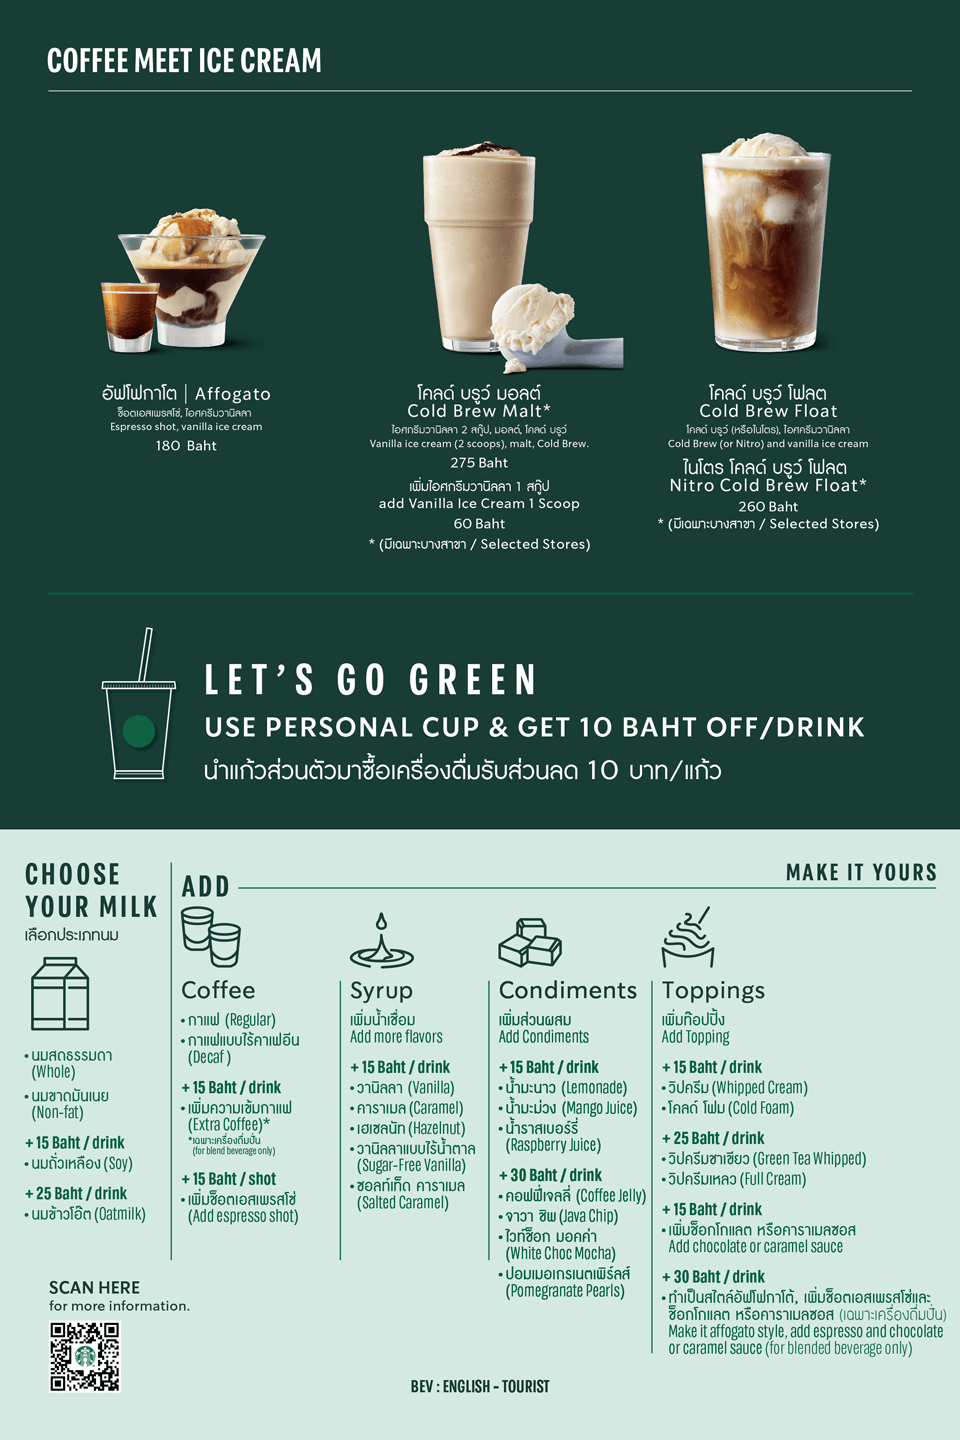 COFFEE MEET ICE CREAM
อัฟโฟกาโต | Affogato
ช็อตเอสเพรสโซ่, ไอศครีมวานิลลา
Espresso shot, vanilla ice cream
180 Baht
โคลด์ บรูว์ มอลต์
Cold Brew Malt*
ไอศกรีมวานิลลา 2 สกู๊ป, มอลต์, โคลด์ บรูว์
Vanilla ice cream (2 scoops), malt, Cold Brew.
275 Baht
เพิ่มไอศกรีมวานิลลา 1 สกู๊ป
add Vanilla Ice Cream 1 Scoop
60 Baht
* (มีเฉพาะบางสาขา / Selected Stores)
โคลด์ บรูว์ โฟลต
Cold Brew Float
โคลด์ บรูว์ (หรือไนโตร), ไอศครีมวานิลลา
Cold Brew (or Nitro) and vanilla ice cream
ไนโตร โคลด์ บรูว์ โฟลต
Nitro Cold Brew Float*
260 Baht
* (มีเฉพาะบางสาขา / Selected Stores)
LET'S GO GREEN
USE PERSONAL CUP & GET 10 BAHT OFF/DRINK
นำแก้วส่วนตัวมาซื้อเครื่องดื่มรับส่วนลด 10 บาท/แก้ว
CHOOSE
YOUR MILK
เลือกประเภทนม
• นมสดธรรมดา
(Whole)
• นมขาดมันเนย
(Non-fat)
+ 15 Baht / drink
• นมถั่วเหลือง (Soy)
+ 25 Baht / drink
• นมข้าวโอ๊ต (Oatmilk)
ADD
MAKE IT YOURS
Coffee
• กาแฟ (Regular)
• กาแฟแบบไร้คาเฟอีน
(Decaf )
+ 15 Baht / drink
• เพิ่มความเข้มกาแฟ
(Extra Coffee)*
*เฉพาะเครื่องดื่มปั่น
(for blend beverage only)
+ 15 Baht / shot
• เพิ่มช็อตเอสเพรสโซ่
(Add espresso shot)
Syrup
เพิ่มน้ำเชื่อม
Add more flavors
+ 15 Baht / drink
• วานิลลา (Vanilla)
• คาราเมล (Caramel)
• เฮเซลนัท (Hazelnut)
• วานิลลาแบบไร้น้ำตาล
(Sugar-Free Vanilla)
• ซอลท์เท็ด คาราเมล
(Salted Caramel)
Condiments
เพิ่มส่วนผสม
Add Condiments
+ 15 Baht / drink
• น้ำมะนาว (Lemonade)
• น้ำมะม่วง (Mango Juice)
• น้ำราสเบอร์รี่
(Raspberry Juice)
+ 30 Baht / drink
• คอฟฟี่เจลลี่ (Coffee Jelly)
• จาวา ชิพ (Java Chip)
• ไวท์ช็อก มอคค่า
(White Choc Mocha)
• ปอมเมอเกรเนตเพิร์ลส์
(Pomegranate Pearls)
Toppings
เพิ่มท๊อปปิ้ง
Add Topping
+ 15 Baht / drink
• วิปครีม (Whipped Cream)
• โคลด์ โฟม (Cold Foam)
+ 25 Baht / drink
• วิปครีมชาเขียว (Green Tea Whipped)
• วิปครีมเหลว (Full Cream)
+ 15 Baht / drink
• เพิ่มช็อกโกแลต หรือคาราเมลซอส
Add chocolate or caramel sauce
+ 30 Baht / drink
• ทำเป็นสไตล์อัฟโฟกาโต้, เพิ่มช็อตเอสเพรสโซ่และ
ช็อกโกแลต หรือคาราเมลซอส (เฉพาะเครื่องดื่มปั่น)
Make it affogato style, add espresso and chocolate
or caramel sauce (for blended beverage only)
SCAN HERE
for more information.
BEV : ENGLISH - TOURIST